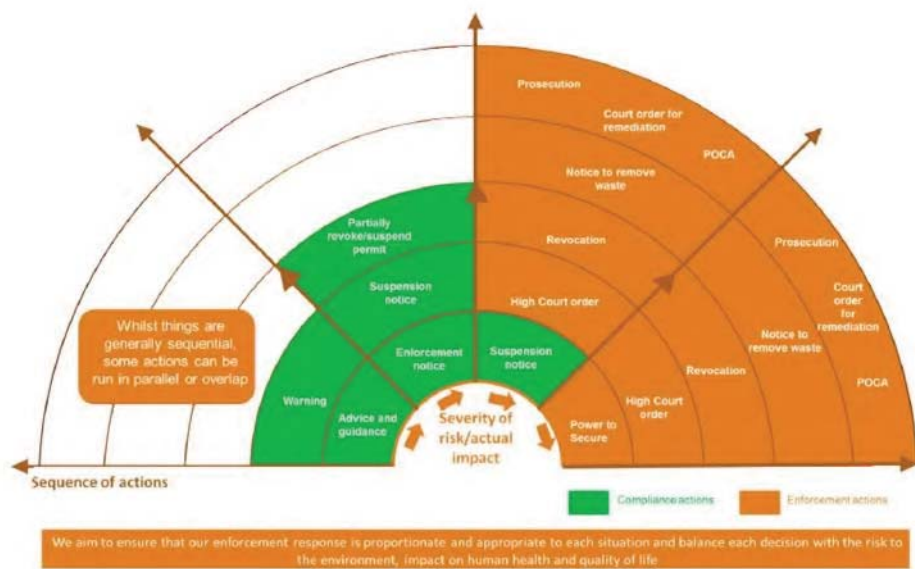 Prosecution
Court order for
remediation
POCA
Notice to remove
waste
Partially
revoke/suspend
permit
Revocation
Prosecution
Suspension
notice
High Court order
Court
order
for
remediation
Whilst things are
generally sequential,
some actions can be
run in parallel or overlap
Enforcement
notice
Suspension
notice
Notice to
remove waste
Revocation
POCA
Warning
Advice and
guidance
Severity of
risk/actual
impact
Power to
Secure
High Court
order
Sequence of actions
Compliance actions
Enforcement actions
We aim to ensure that our enforcement response is proportionate and appropriate to each situation and balance each decision with the risk to
the environment, impact on human health and quality of life